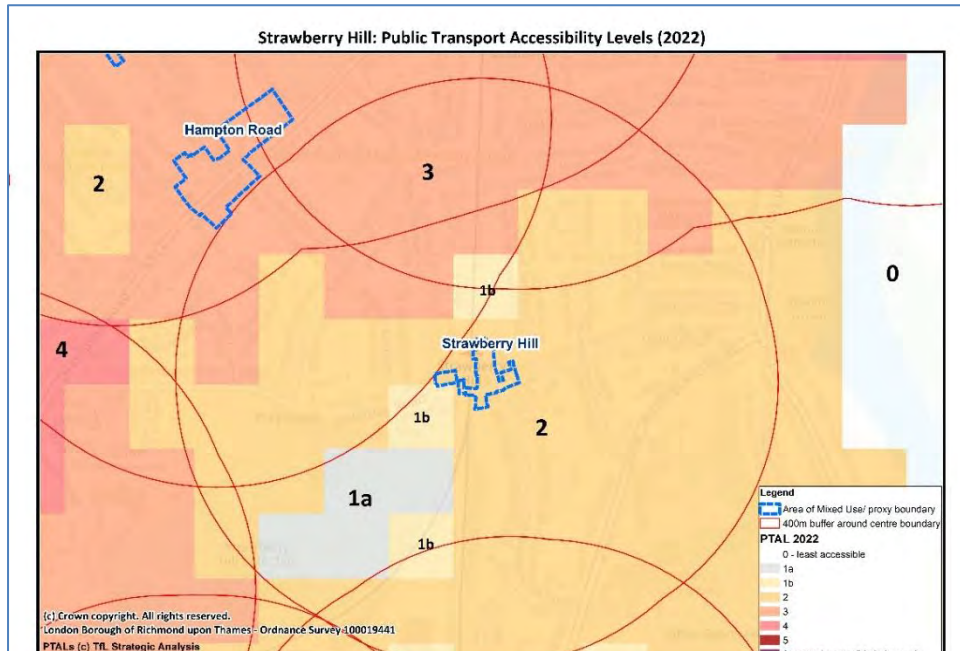 Strawberry Hill: Public Transport Accessibility Levels (2022)
Hampton Road
2
3
0
1b
Strawberry Hill
4
1b
2
1a
1b
Legend
Area of Mixed Use/ proxy boundary
400m buffer around centre boundary
PTAL 2022
0 - least accessible
1a
1b
2
3
4
5
(c) Crown copyright. All rights reserved.
London Borough of Richmond upon Thames - Ordnance Survey 100019441
PTALs (c) TfL Strategic Analysis